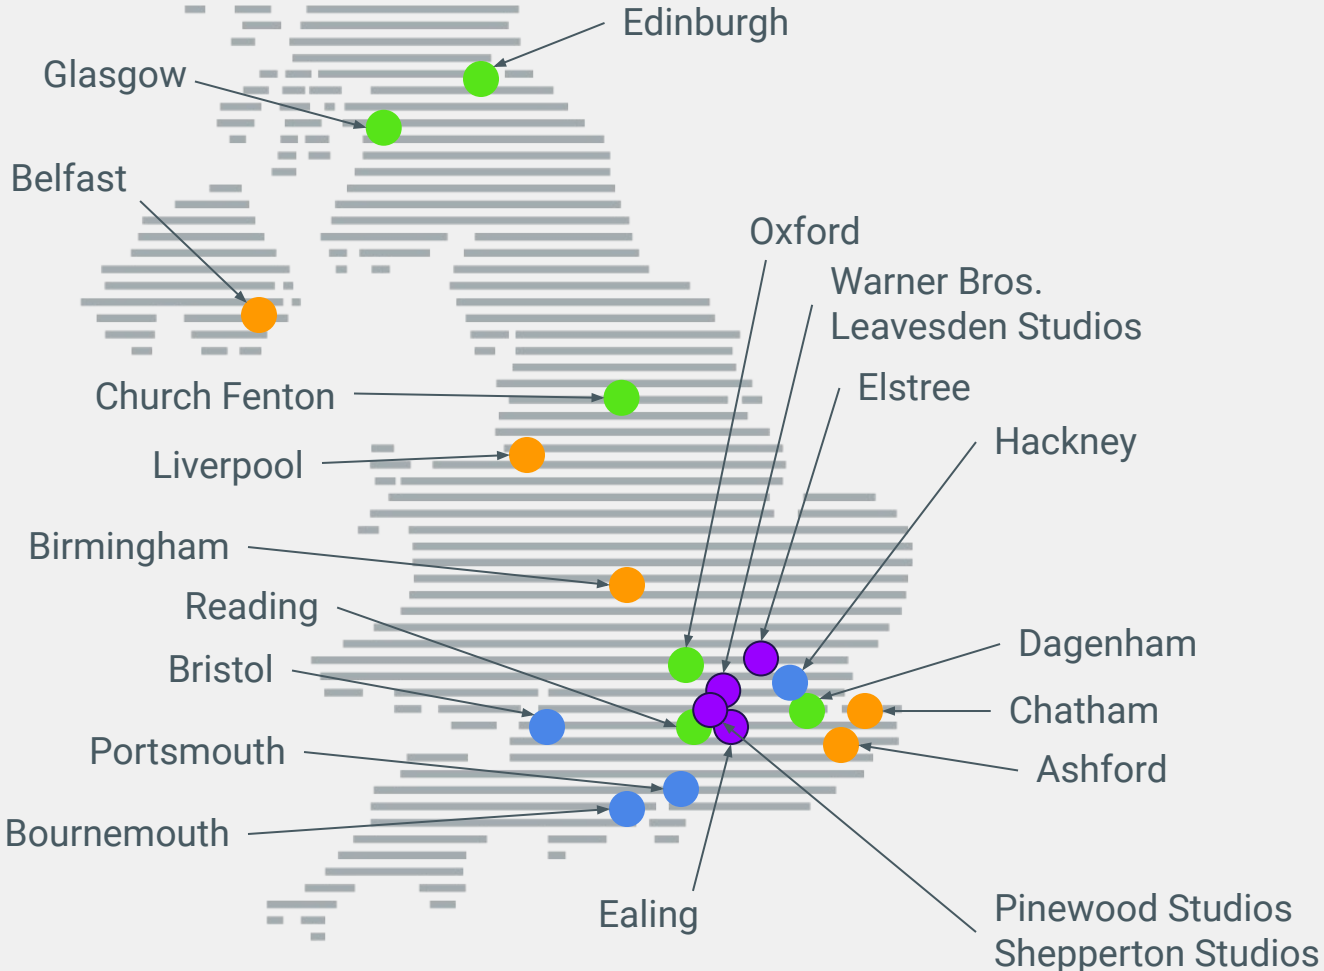 Edinburgh
Glasgow
Belfast
Oxford
Warner Bros.
Leavesden Studios
Elstree
Church Fenton
Hackney
Liverpool
Birmingham
Reading
Dagenham
Bristol
Chatham
Portsmouth
Ashford
Bournemouth
Ealing
Pinewood Studios
Shepperton Studios